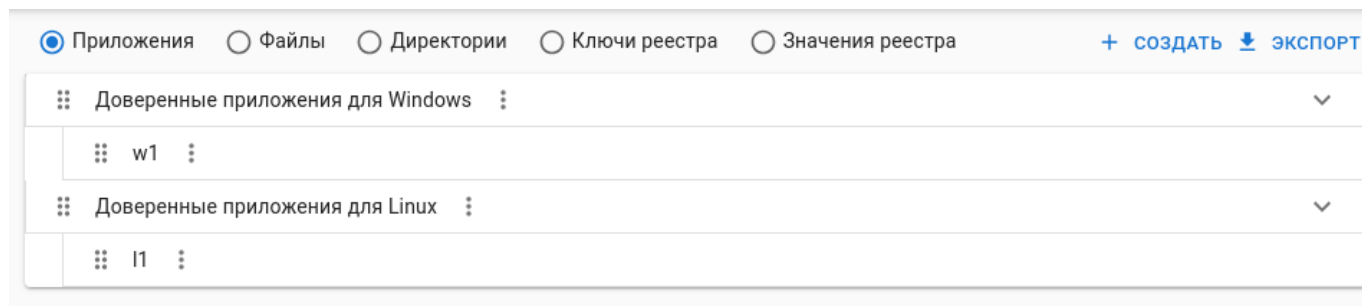 Приложения Файлы Директории Ключи реестра Значения реестра + СОЗДАТЬ ЭКСПОРТ
Доверенные приложения для Windows
w1
Доверенные приложения для Linux
l1